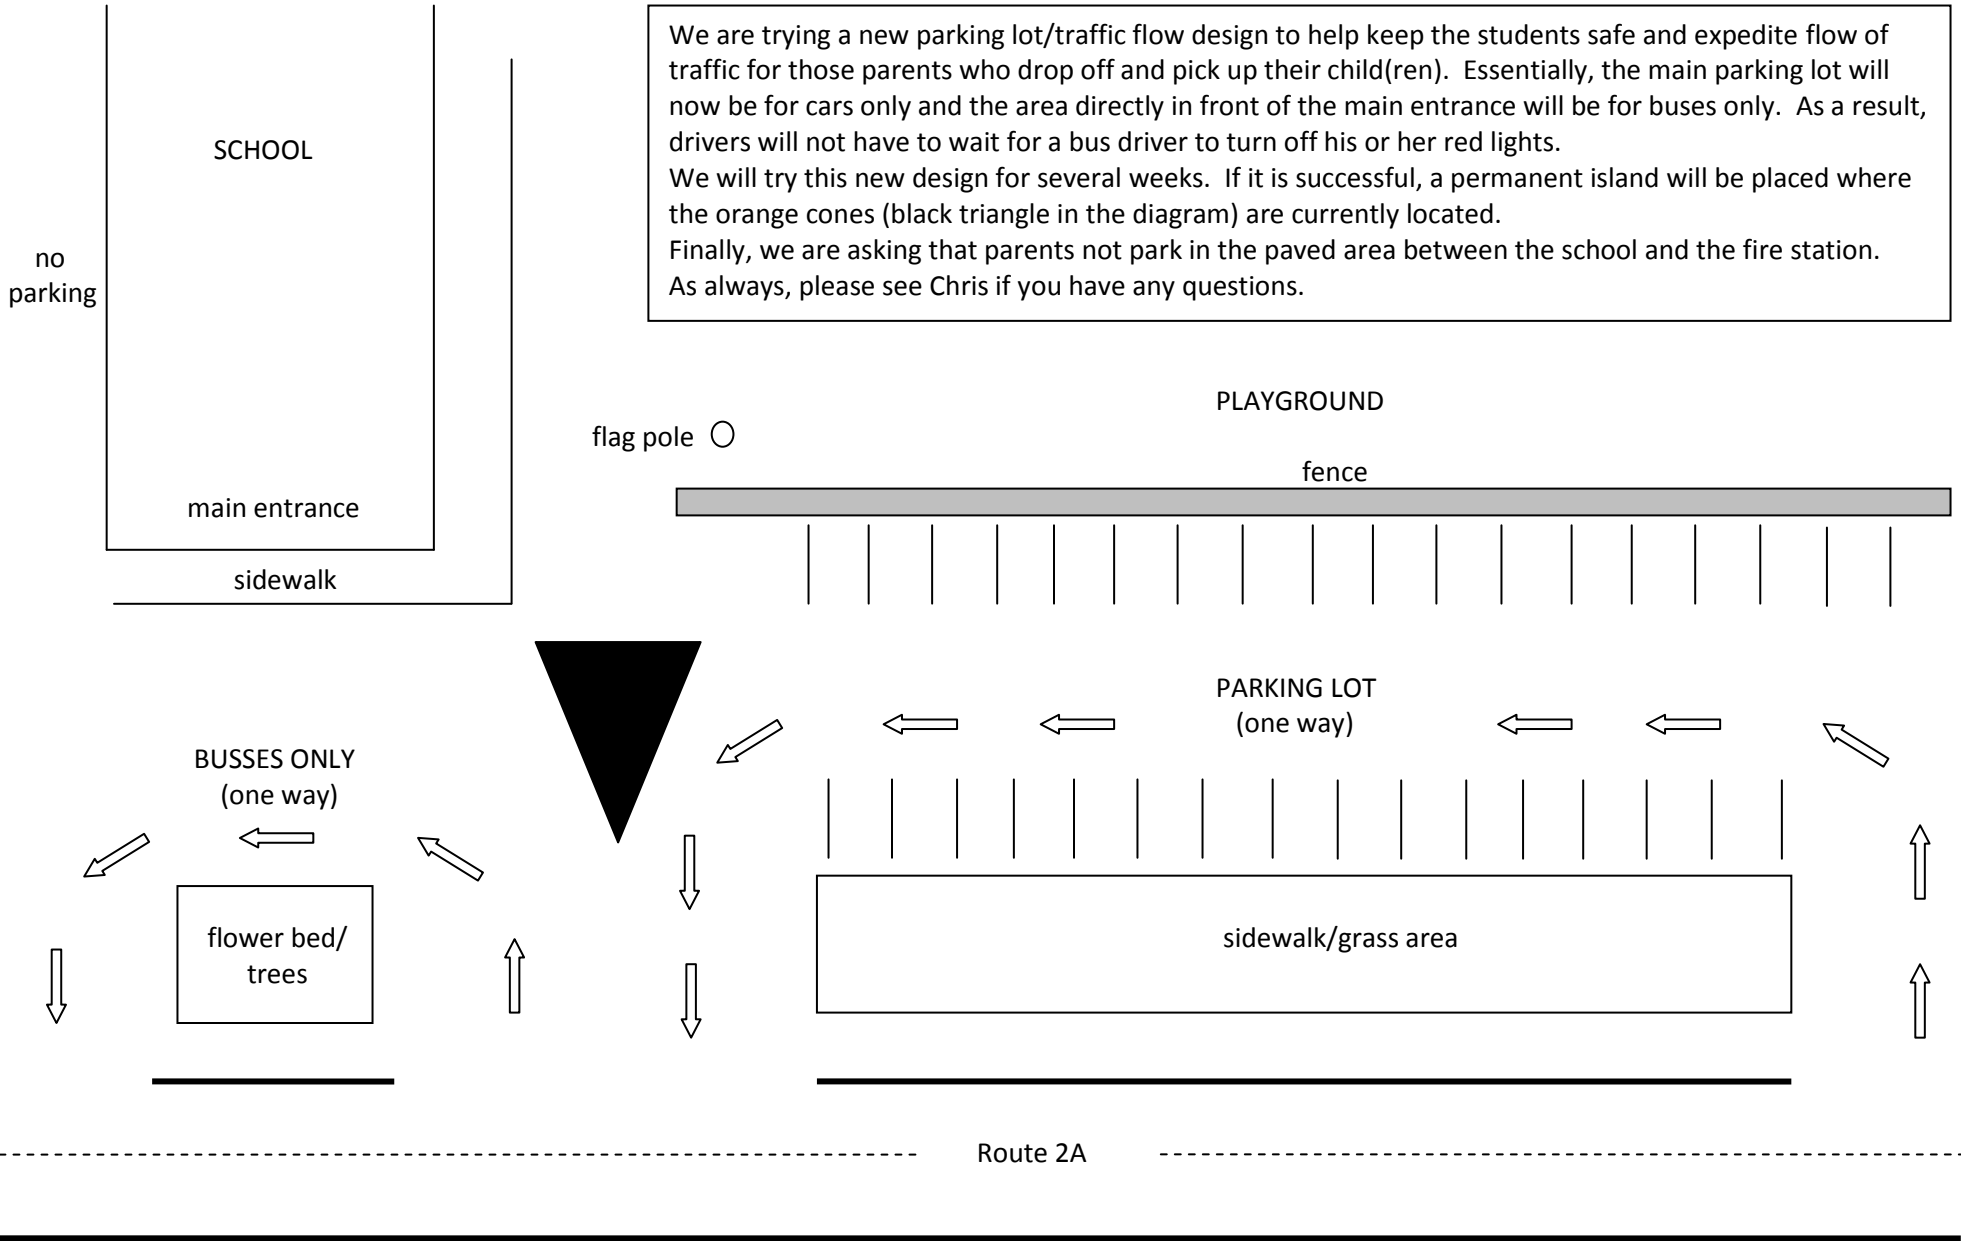 We are trying a new parking lot/traffic flow design to help keep the students safe and expedite flow of
traffic for those parents who drop off and pick up their child(ren).  Essentially, the main parking lot will
now be for cars only and the area directly in front of the main entrance will be for buses only.  As a result,
drivers will not have to wait for a bus driver to turn off his or her red lights.
We will try this new design for several weeks.  If it is successful, a permanent island will be placed where
the orange cones (black triangle in the diagram) are currently located.
Finally, we are asking that parents not park in the paved area between the school and the fire station.
As always, please see Chris if you have any questions.
SCHOOL
no
parking
main entrance
sidewalk
flag pole
PLAYGROUND
fence
PARKING LOT
(one way)
BUSSES ONLY
(one way)
flower bed/
trees
sidewalk/grass area
Route 2A